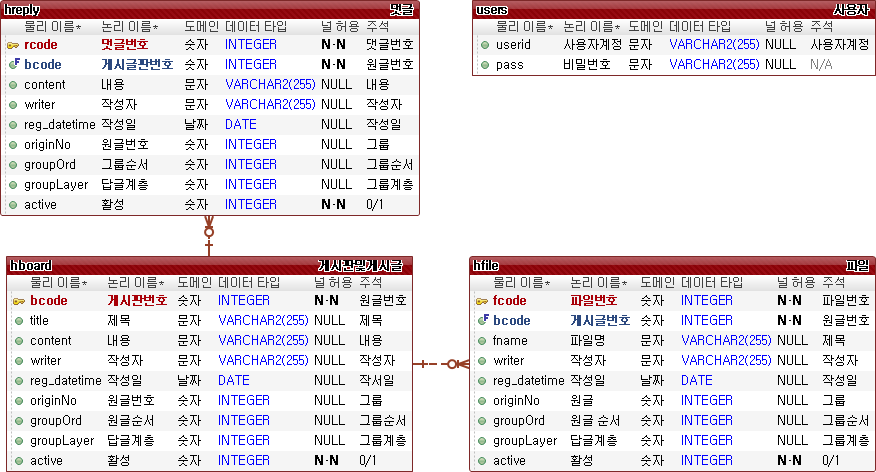 hreply 댓글
물리 이름* 논리 이름* 도메인 데이터 타입 널 허용 주석
rcode 댓글번호 숫자 INTEGER N·N 댓글번호
bcode 게시글판번호 숫자 INTEGER N·N 원글번호
content 내용 문자 VARCHAR2(255) NULL 내용
writer 작성자 문자 VARCHAR2(255) NULL 작성자
reg_datetime 작성일 날짜 DATE NULL 작성일
originNo 원글번호 숫자 INTEGER NULL 그룹
groupOrd 그룹순서 숫자 INTEGER NULL 그룹순서
groupLayer 답글계층 숫자 INTEGER NULL 그룹계층
active 활성 숫자 INTEGER N·N 0/1
users 사용자
물리 이름* 논리 이름* 도메인 데이터 타입 널 허용 주석
userid 사용자계정 문자 VARCHAR2(255) NULL 사용자계정
pass 비밀번호 문자 VARCHAR2(255) NULL N/A
hboard 게시판및게시글
물리 이름* 논리 이름* 도메인 데이터 타입 널 허용 주석
bcode 게시판번호 숫자 INTEGER N·N 원글번호
title 제목 문자 VARCHAR2(255) NULL 제목
content 내용 문자 VARCHAR2(255) NULL 내용
writer 작성자 문자 VARCHAR2(255) NULL 작성자
reg_datetime 작성일 날짜 DATE NULL 작서일
originNo 원글번호 숫자 INTEGER NULL 그룹
groupOrd 원글순서 숫자 INTEGER NULL 그룹순서
groupLayer 답글계층 숫자 INTEGER NULL 그룹계층
active 활성 숫자 INTEGER N·N 0/1
hfile 파일
물리 이름* 논리 이름* 도메인 데이터 타입 널 허용 주석
fcode 파일번호 숫자 INTEGER N·N 파일번호
bcode 게시글번호 숫자 INTEGER N·N 원글번호
fname 파일명 문자 VARCHAR2(255) NULL 제목
writer 작성자 문자 VARCHAR2(255) NULL 작성자
reg_datetime 작성일 날짜 DATE NULL 작성일
originNo 원글 숫자 INTEGER NULL 그룹
groupOrd 원글 순서 숫자 INTEGER NULL 그룹순서
groupLayer 답글계층 숫자 INTEGER NULL 그룹계층
active 활성 숫자 INTEGER N·N 0/1